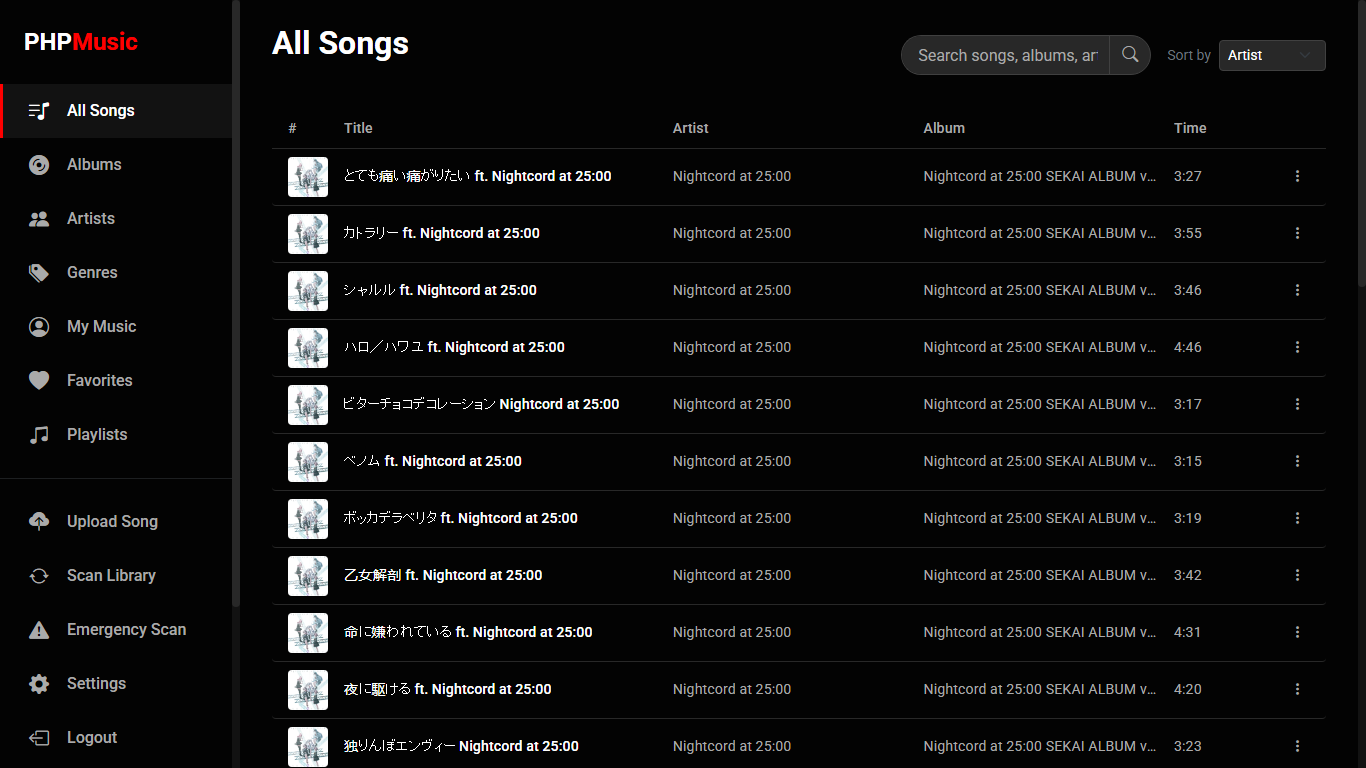 PHPMusic
All Songs
Albums
Artists
Genres
My Music
Favorites
Playlists
Upload Song
Scan Library
Emergency Scan
Settings
Logout
All Songs
Search songs, albums, ar
Sort by
Artist
# Title Artist Album Time
とても痛い痛がりたい ft. Nightcord at 25:00 Nightcord at 25:00 Nightcord at 25:00 SEKAI ALBUM v... 3:27
カトラリー ft. Nightcord at 25:00 Nightcord at 25:00 Nightcord at 25:00 SEKAI ALBUM v... 3:55
シャルル ft. Nightcord at 25:00 Nightcord at 25:00 Nightcord at 25:00 SEKAI ALBUM v... 3:46
ハロ／ハワユ ft. Nightcord at 25:00 Nightcord at 25:00 Nightcord at 25:00 SEKAI ALBUM v... 4:46
ビターチョコデコレーション Nightcord at 25:00 Nightcord at 25:00 Nightcord at 25:00 SEKAI ALBUM v... 3:17
ベノム ft. Nightcord at 25:00 Nightcord at 25:00 Nightcord at 25:00 SEKAI ALBUM v... 3:15
ボッカデラベリタ ft. Nightcord at 25:00 Nightcord at 25:00 Nightcord at 25:00 SEKAI ALBUM v... 3:19
乙女解剖 ft. Nightcord at 25:00 Nightcord at 25:00 Nightcord at 25:00 SEKAI ALBUM v... 3:42
命に嫌われている ft. Nightcord at 25:00 Nightcord at 25:00 Nightcord at 25:00 SEKAI ALBUM v... 4:31
夜に駆ける ft. Nightcord at 25:00 Nightcord at 25:00 Nightcord at 25:00 SEKAI ALBUM v... 4:20
独りんぼエンヴィー Nightcord at 25:00 Nightcord at 25:00 Nightcord at 25:00 SEKAI ALBUM v... 3:23